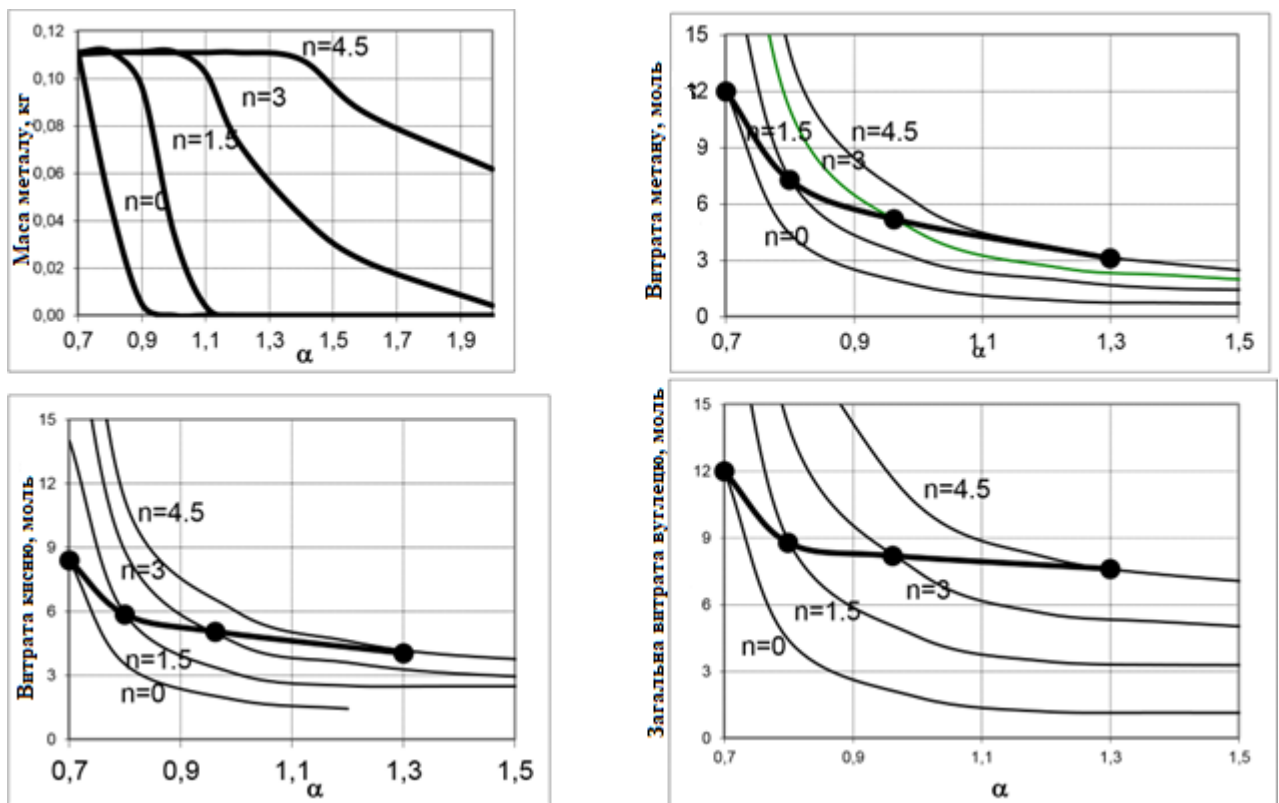 Маса металу, кг
0,12
0,10
0,08
0,06
0,04
0,02
0,00
n=4.5
n=3
n=1.5
n=0
0,7 0,9 1,1 1,3 1,5 1,7 1,9
α
Витрата метану, моль
15
12
9
6
3
0
n=1.5
n=4.5
n=3
n=0
0,7 0,9 1,1 1,3 1,5
α
Витрата кисню, моль
15
12
9
6
3
0
n=4.5
n=3
n=1.5
n=0
0,7 0,9 1,1 1,3 1,5
α
Загальна витрата вуглецю, моль
15
12
9
6
3
0
n=4.5
n=3
n=1.5
n=0
0,7 0,9 1,1 1,3 1,5
α